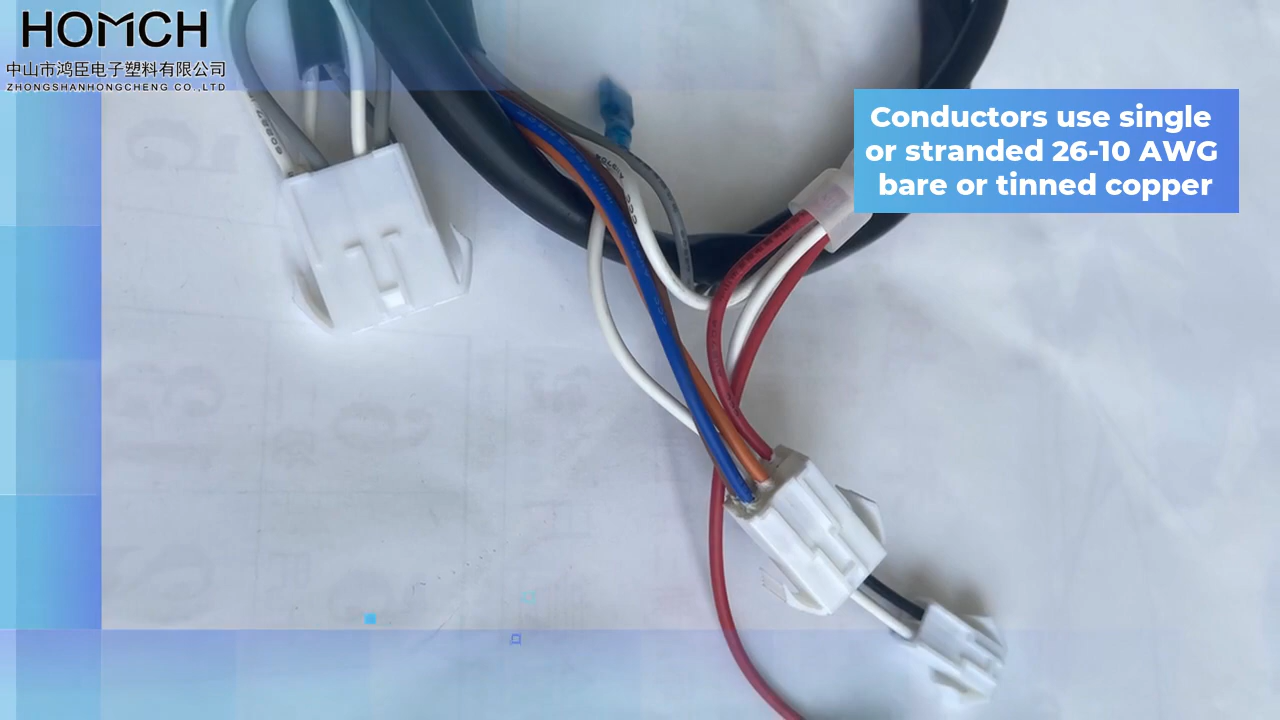 HOMCH
中山市鸿臣电子塑料有限公司
ZHONGSHANHONGCHENG CO.,LTD
Conductors use single
or stranded 26-10 AWG
bare or tinned copper